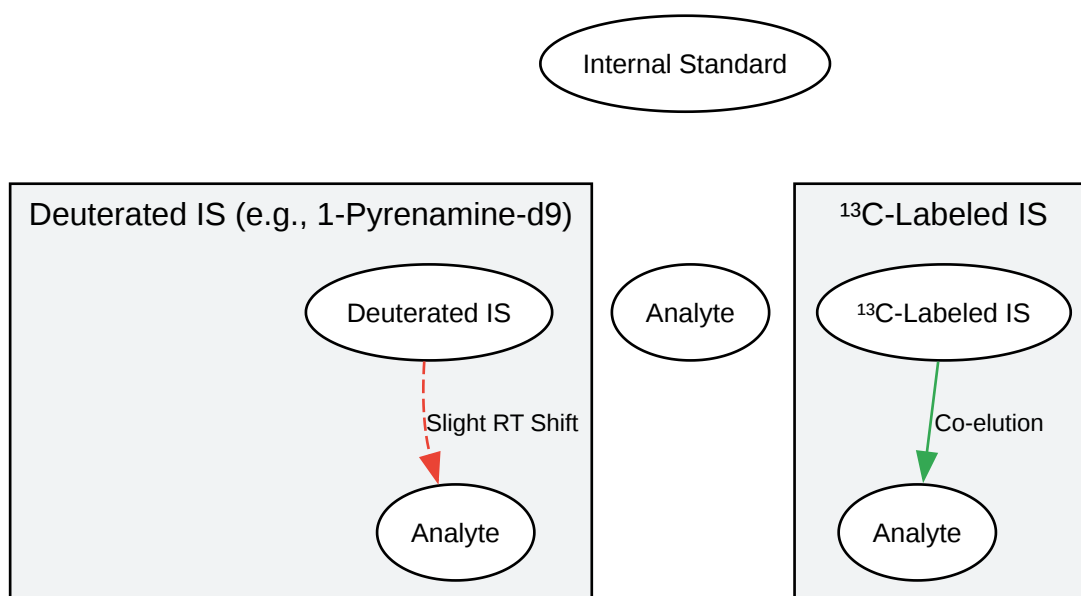 Internal Standard
Deuterated IS (e.g., 1-Pyrenamine-d9)
¹³C-Labeled IS
Deuterated IS
Analyte
¹³C-Labeled IS
Slight RT Shift
Co-elution
Analyte
Analyte